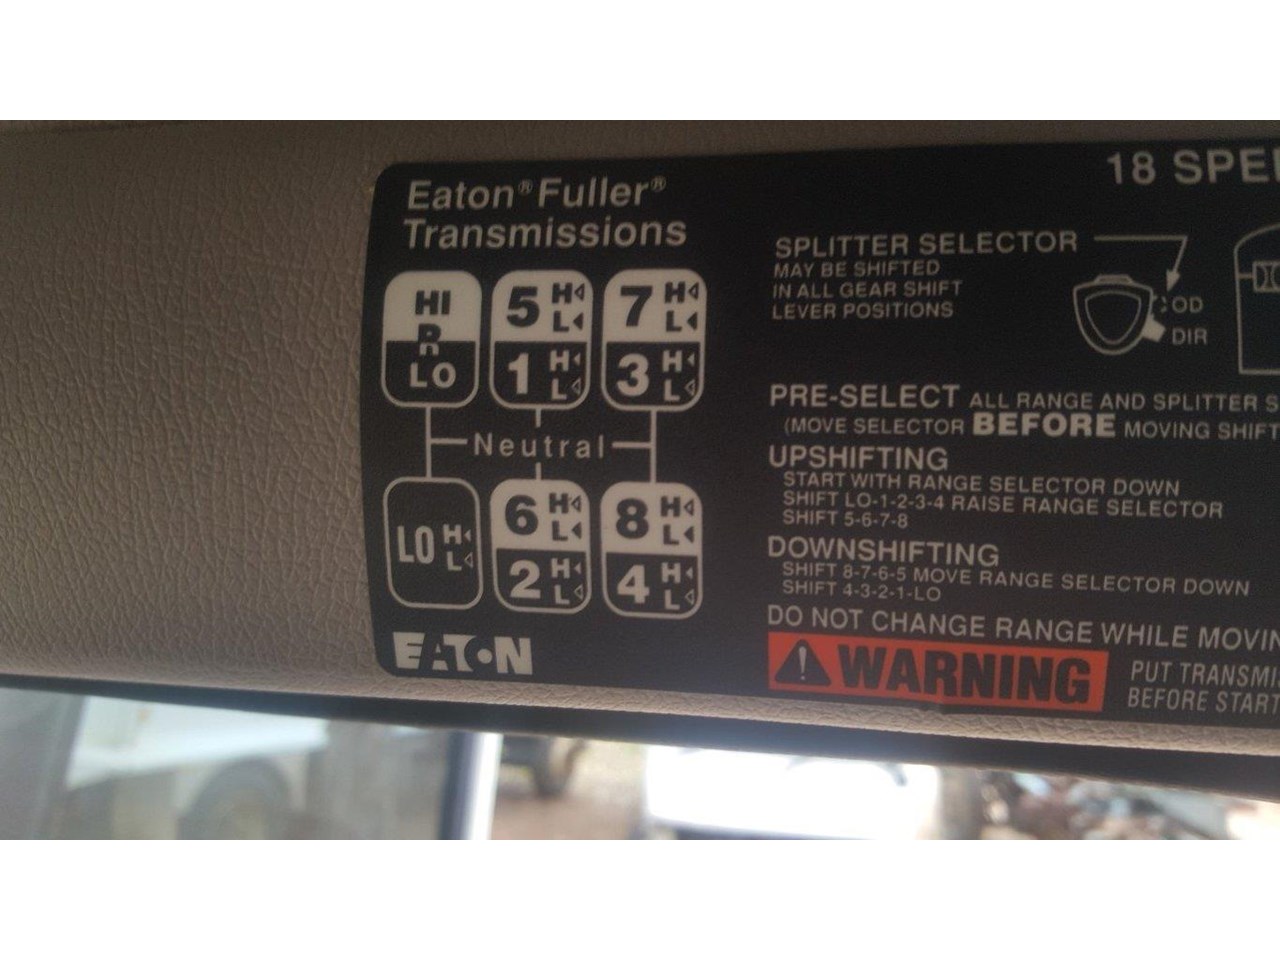 Eaton® Fuller®
Transmissions
HI
R
LO
5 H L
1 H L
7 H L
3 H L
Neutral
LO H L
6 H L
2 H L
8 H L
4 H L
EATON
18 SPE
SPLITTER SELECTOR
MAY BE SHIFTED
IN ALL GEAR SHIFT
LEVER POSITIONS
OD
DIR
PRE-SELECT ALL RANGE AND SPLITTER S
(MOVE SELECTOR BEFORE MOVING SHIFT
UPSHIFTING
START WITH RANGE SELECTOR DOWN
SHIFT LO-1-2-3-4 RAISE RANGE SELECTOR
SHIFT 5-6-7-8
DOWNSHIFTING
SHIFT 8-7-6-5 MOVE RANGE SELECTOR DOWN
SHIFT 4-3-2-1-LO
DO NOT CHANGE RANGE WHILE MOVIN
WARNING
PUT TRANSMIS
BEFORE START